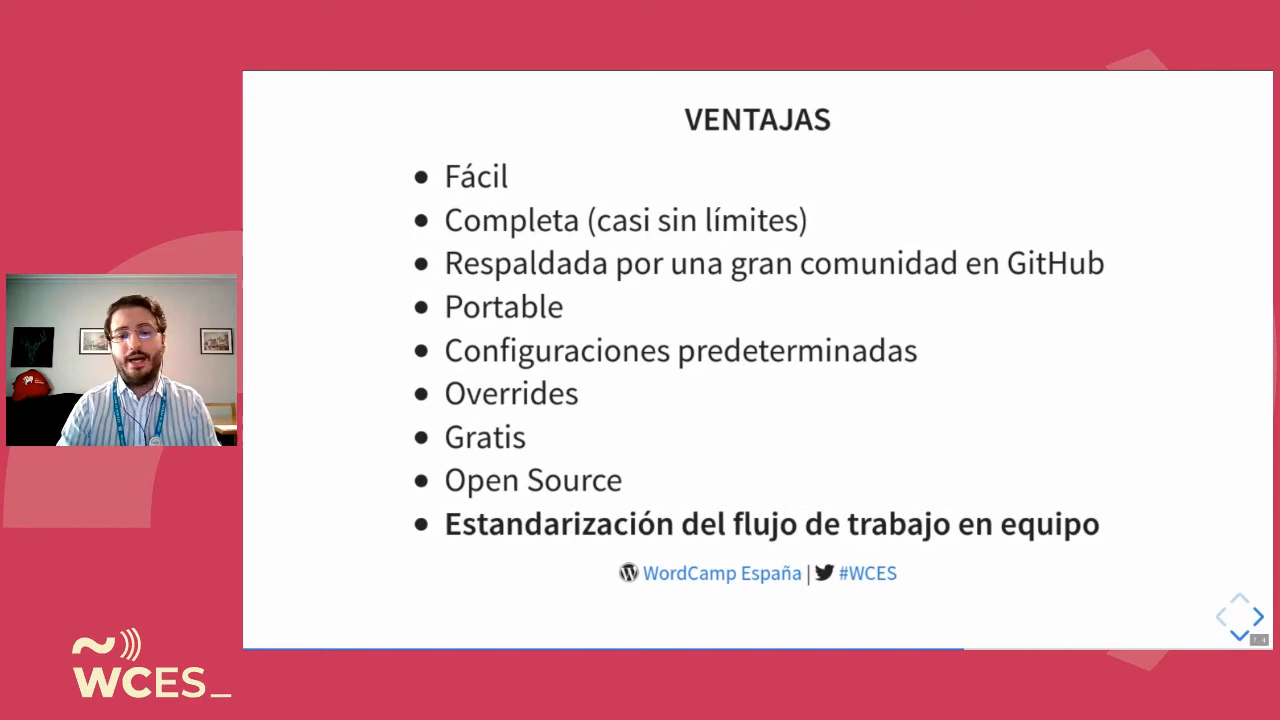 VENTAJAS
Fácil
Completa (casi sin límites)
Respaldada por una gran comunidad en GitHub
Portable
Configuraciones predeterminadas
Overrides
Gratis
Open Source
Estandarización del flujo de trabajo en equipo
WordCamp España | #WCES
WCES_